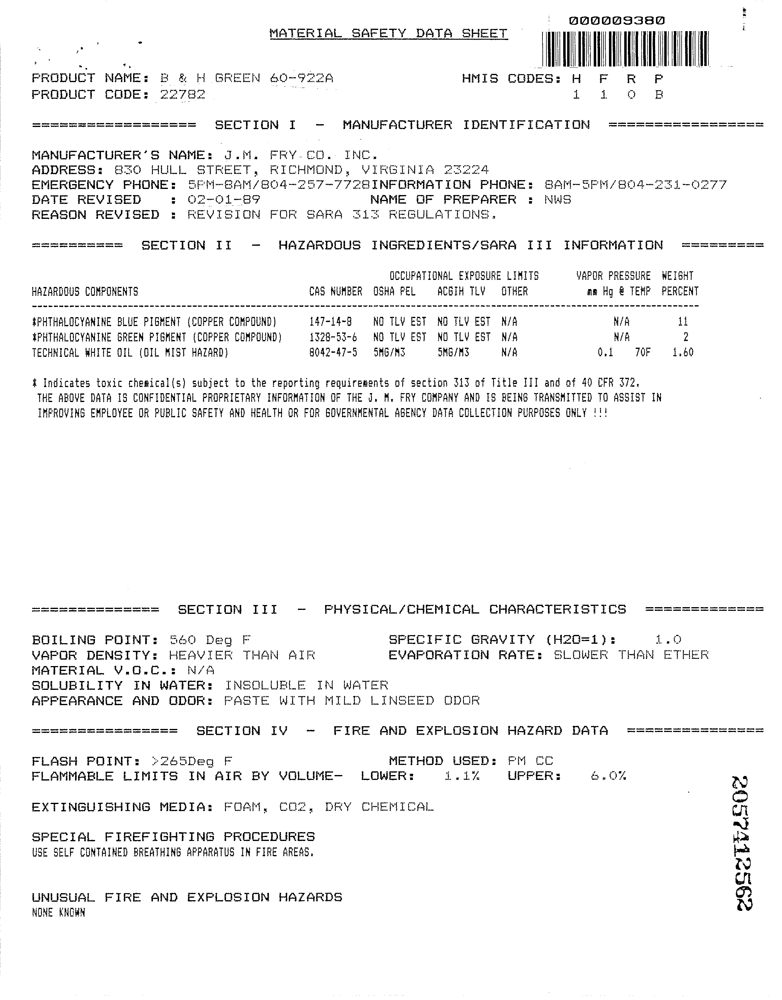 000009380
MATERIAL SAFETY DATA SHEET
PRODUCT NAME: B & H GREEN 60-922A HMIS CODES: H F R P
PRODUCT CODE: 22782 1 1 0 B
================== SECTION I - MANUFACTURER IDENTIFICATION =================
MANUFACTURER'S NAME: J.M. FRY CO. INC.
ADDRESS: 830 HULL STREET, RICHMOND, VIRGINIA 23224
EMERGENCY PHONE: 5PM-8AM/804-257-7728INFORMATION PHONE: 8AM-5PM/804-231-0277
DATE REVISED : 02-01-89 NAME OF PREPARER : NWS
REASON REVISED : REVISION FOR SARA 313 REGULATIONS.
========== SECTION II - HAZARDOUS INGREDIENTS/SARA III INFORMATION =========
OCCUPATIONAL EXPOSURE LIMITS VAPOR PRESSURE WEIGHT
HAZARDOUS COMPONENTS CAS NUMBER OSHA PEL ACGIH TLV OTHER mm Hg @ TEMP PERCENT
*PHTHALOCYANINE BLUE PIGMENT (COPPER COMPOUND) 147-14-8 NO TLV EST NO TLV EST N/A N/A 11
*PHTHALOCYANINE GREEN PIGMENT (COPPER COMPOUND) 1328-53-6 NO TLV EST NO TLV EST N/A N/A 2
TECHNICAL WHITE OIL (OIL MIST HAZARD) 8042-47-5 5MG/M3 5MG/M3 N/A 0.1 70F 1.60
* Indicates toxic chemical(s) subject to the reporting requirements of section 313 of Title III and of 40 CFR 372.
THE ABOVE DATA IS CONFIDENTIAL PROPRIETARY INFORMATION OF THE J. M. FRY COMPANY AND IS BEING TRANSMITTED TO ASSIST IN
IMPROVING EMPLOYEE OR PUBLIC SAFETY AND HEALTH OR FOR GOVERNMENTAL AGENCY DATA COLLECTION PURPOSES ONLY !!!
============== SECTION III - PHYSICAL/CHEMICAL CHARACTERISTICS =============
BOILING POINT: 560 Deg F SPECIFIC GRAVITY (H2O=1): 1.0
VAPOR DENSITY: HEAVIER THAN AIR EVAPORATION RATE: SLOWER THAN ETHER
MATERIAL V.O.C.: N/A
SOLUBILITY IN WATER: INSOLUBLE IN WATER
APPEARANCE AND ODOR: PASTE WITH MILD LINSEED ODOR
================ SECTION IV - FIRE AND EXPLOSION HAZARD DATA ===============
FLASH POINT: >265Deg F METHOD USED: PM CC
FLAMMABLE LIMITS IN AIR BY VOLUME- LOWER: 1.1% UPPER: 6.0%
EXTINGUISHING MEDIA: FOAM, CO2, DRY CHEMICAL
SPECIAL FIREFIGHTING PROCEDURES
USE SELF CONTAINED BREATHING APPARATUS IN FIRE AREAS.
UNUSUAL FIRE AND EXPLOSION HAZARDS
NONE KNOWN
2057412562